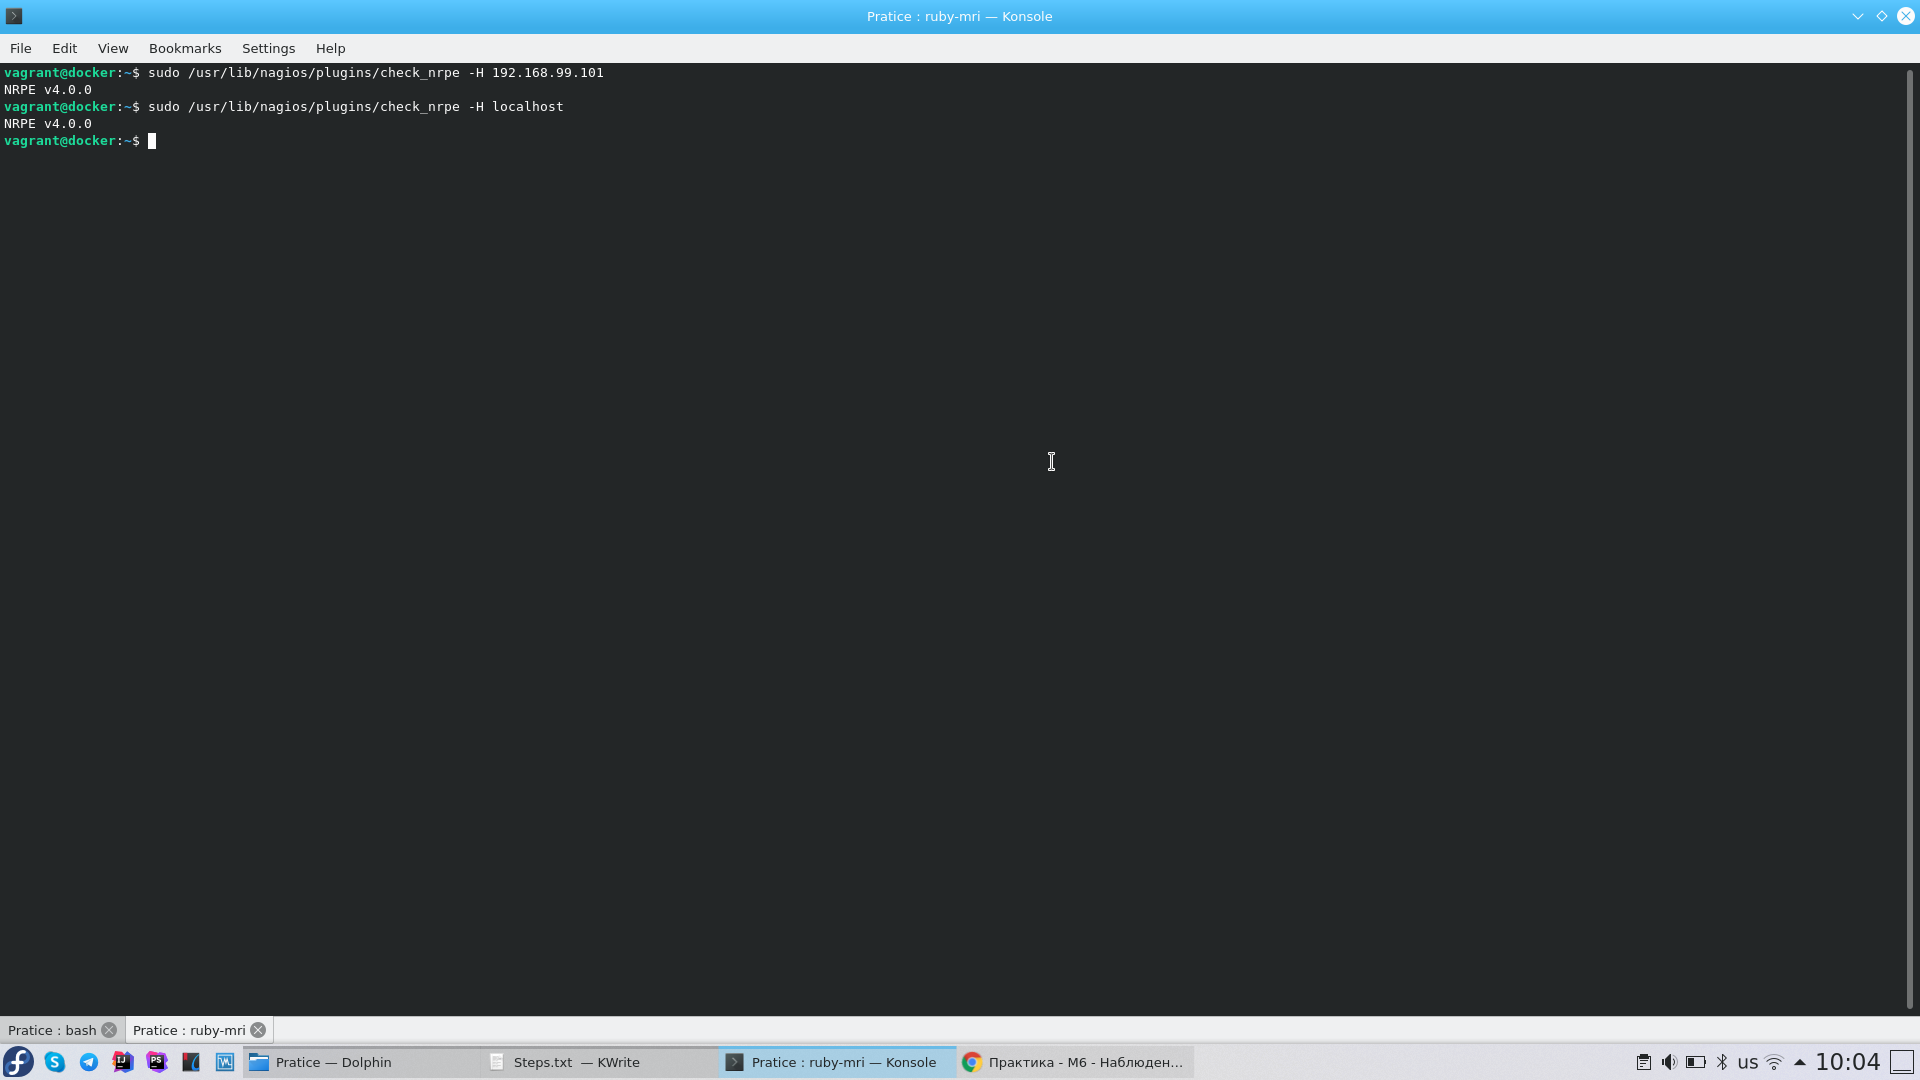 Pratice : ruby-mri — Konsole
File Edit View Bookmarks Settings Help
vagrant@docker:~$ sudo /usr/lib/nagios/plugins/check_nrpe -H 192.168.99.101
NRPE v4.0.0
vagrant@docker:~$ sudo /usr/lib/nagios/plugins/check_nrpe -H localhost
NRPE v4.0.0
vagrant@docker:~$
Pratice : bash Pratice : ruby-mri
Pratice — Dolphin Steps.txt — KWrite Pratice : ruby-mri — Konsole Практика - М6 - Наблюден... us 10:04